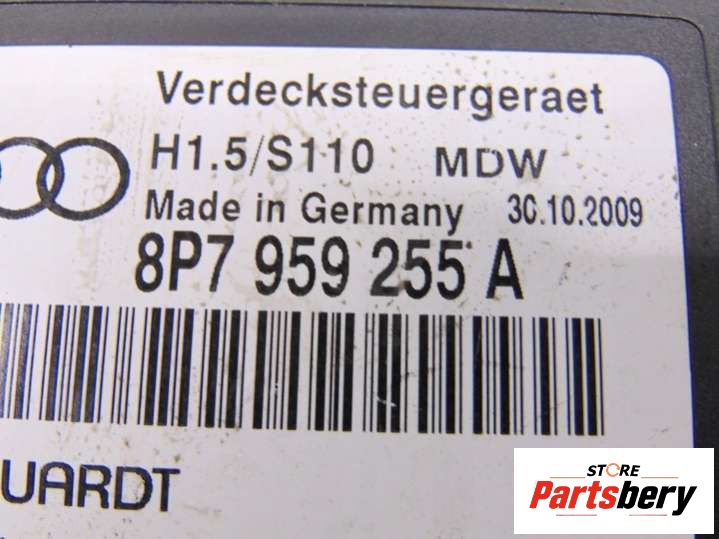 Verdecksteuergeraet
H1.5/S110 MDW
Made in Germany 30.10.2009
8P7 959 255 A
UARDT
STORE
Partsbery